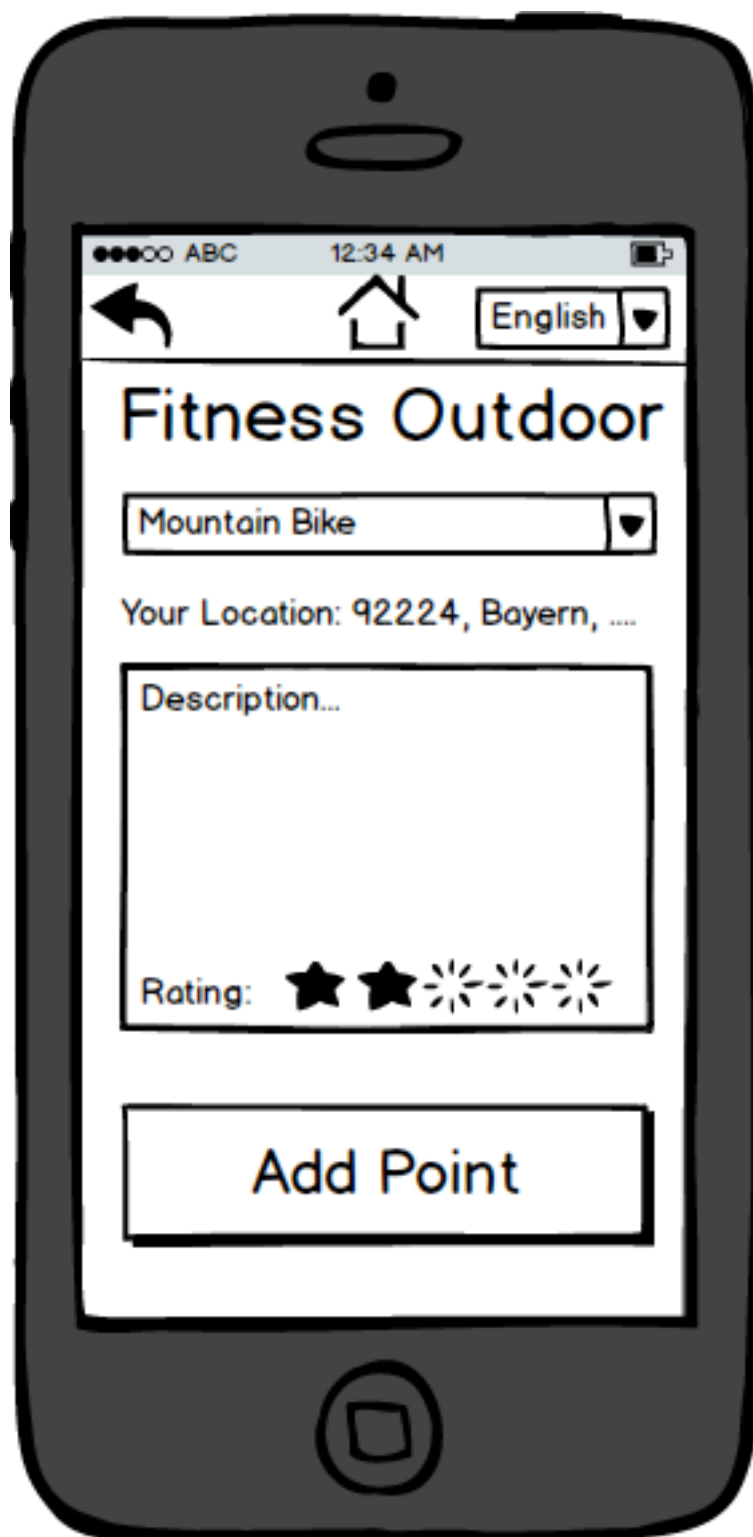 ABC 12:34 AM
English
Fitness Outdoor
Mountain Bike
Your Location: 92224, Bayern, ....
Description...
Rating:
Add Point